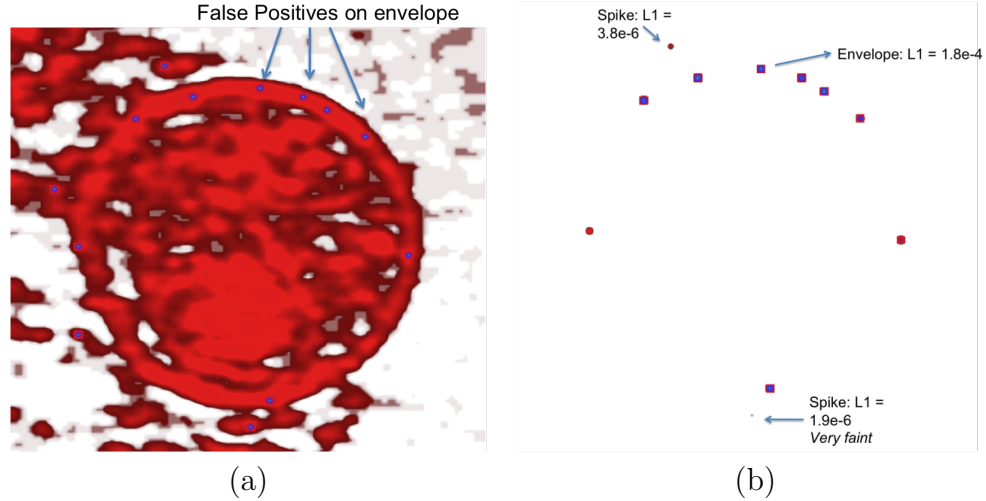 False Positives on envelope
Spike: L1 =
3.8e-6
Envelope: L1 = 1.8e-4
Spike: L1 =
1.9e-6
Very faint
(a)
(b)